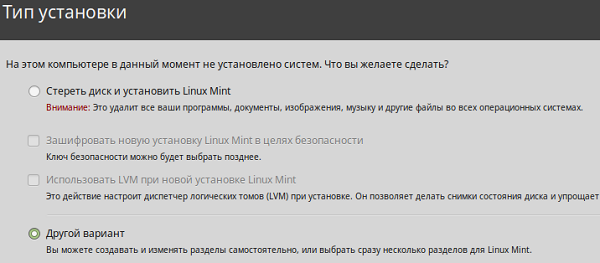 Тип установки
На этом компьютере в данный момент не установлено систем. Что вы желаете сделать?
Стереть диск и установить Linux Mint
Внимание: Это удалит все ваши программы, документы, изображения, музыку и другие файлы во всех операционных системах.
Зашифровать новую установку Linux Mint в целях безопасности
Ключ безопасности можно будет выбрать позднее.
Использовать LVM при новой установке Linux Mint
Это действие настроит диспетчер логических томов (LVM) при установке. Он позволяет делать снимки состояния диска и упрощает
Другой вариант
Вы можете создавать и изменять разделы самостоятельно, или выбрать сразу несколько разделов для Linux Mint.